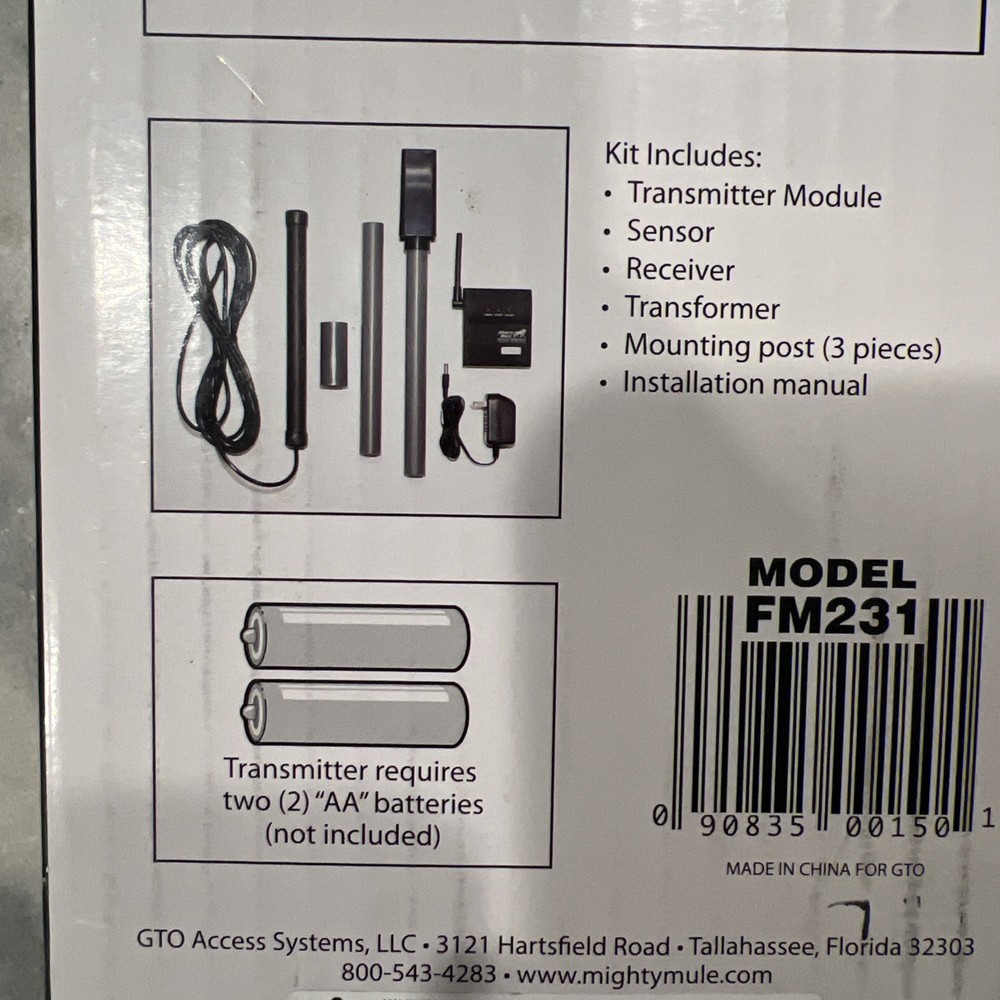 Kit Includes:
• Transmitter Module
• Sensor
• Receiver
• Transformer
• Mounting post (3 pieces)
• Installation manual
Transmitter requires
two (2) “AA” batteries
(not included)
MODEL
FM231
0 90835 00150 1
MADE IN CHINA FOR GTO
GTO Access Systems, LLC • 3121 Hartsfield Road • Tallahassee, Florida 32303
800-543-4283 • www.mightymule.com